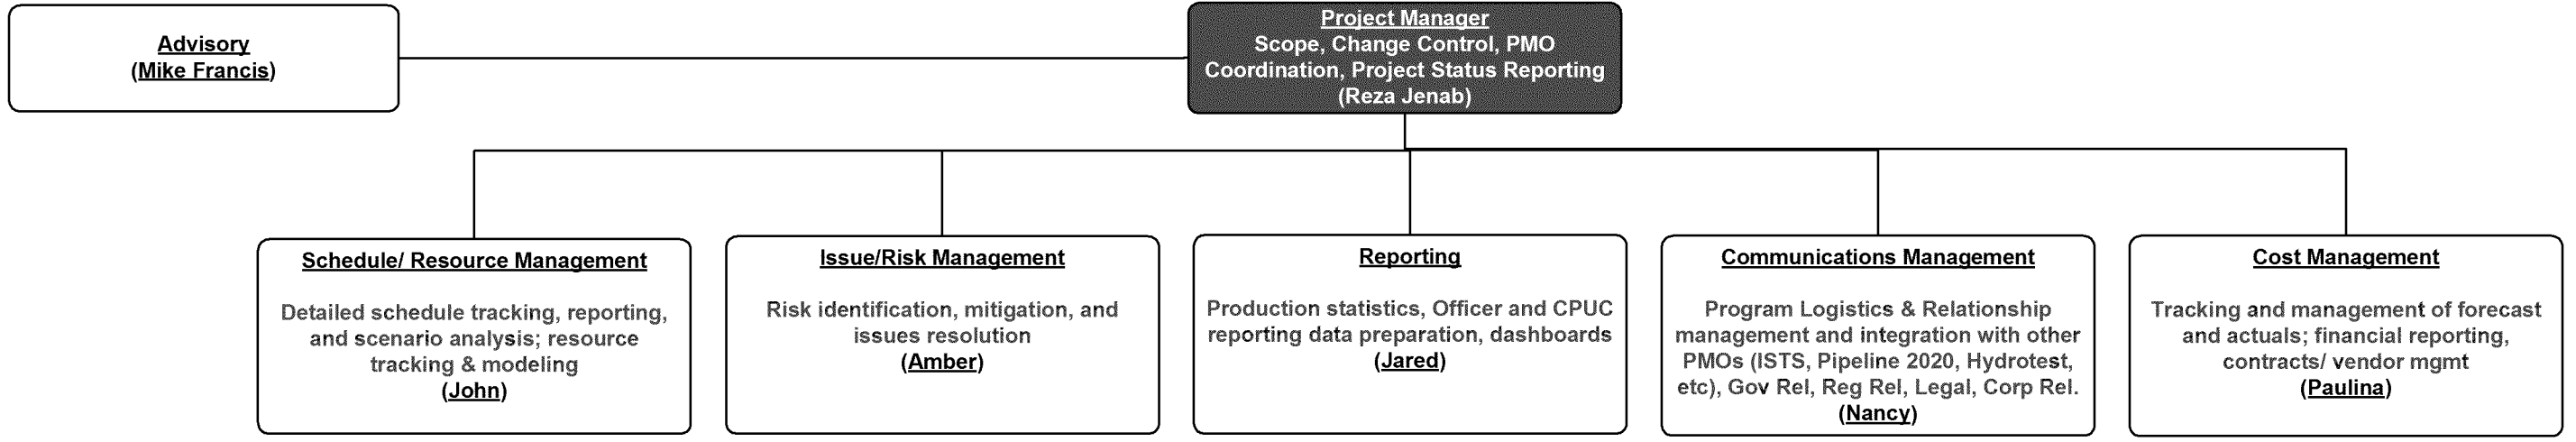 Advisory
(Mike Francis)
Project Manager
Scope, Change Control, PMO
Coordination, Project Status Reporting
(Reza Jenab)
Schedule/ Resource Management
Detailed schedule tracking, reporting,
and scenario analysis; resource
tracking & modeling
(John)
Issue/Risk Management
Risk identification, mitigation, and
issues resolution
(Amber)
Reporting
Production statistics, Officer and CPUC
reporting data preparation, dashboards
(Jared)
Communications Management
Program Logistics & Relationship
management and integration with other
PMOs (ISTS, Pipeline 2020, Hydrotest,
etc), Gov Rel, Reg Rel, Legal, Corp Rel.
(Nancy)
Cost Management
Tracking and management of forecast
and actuals; financial reporting,
contracts/ vendor mgmt
(Paulina)